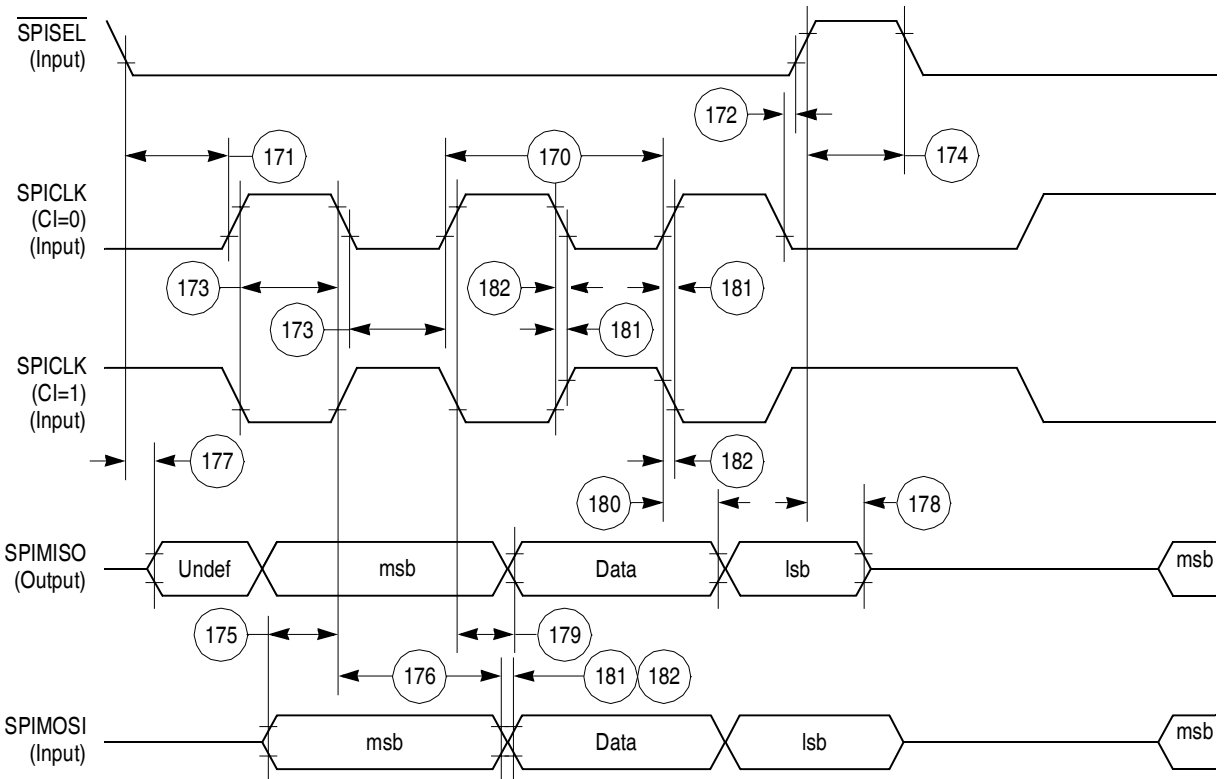 SPISEL
(Input)
172
171
170
174
SPICLK
(CI=0)
(Input)
173
182
181
173
181
SPICLK
(CI=1)
(Input)
177
182
180
178
SPIMISO
(Output)
Undef
msb
Data
lsb
msb
175
179
176
181
182
SPIMOSI
(Input)
msb
Data
lsb
msb